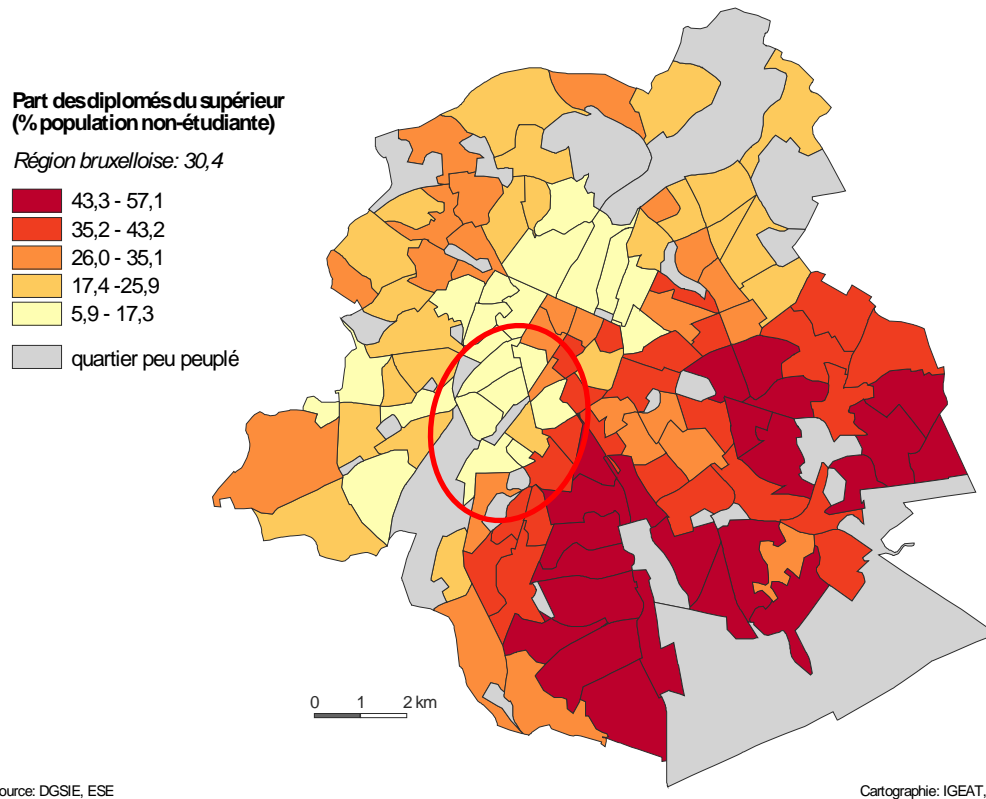 Part des diplomés du supérieur
(% population non-étudiante)
Région bruxelloise: 30,4
43,3 - 57,1
35,2 - 43,2
26,0 - 35,1
17,4 -25,9
5,9 - 17,3
quartier peu peuplé
0 1 2 km
ource: DGSIE, ESE
Cartographie: IGEAT,